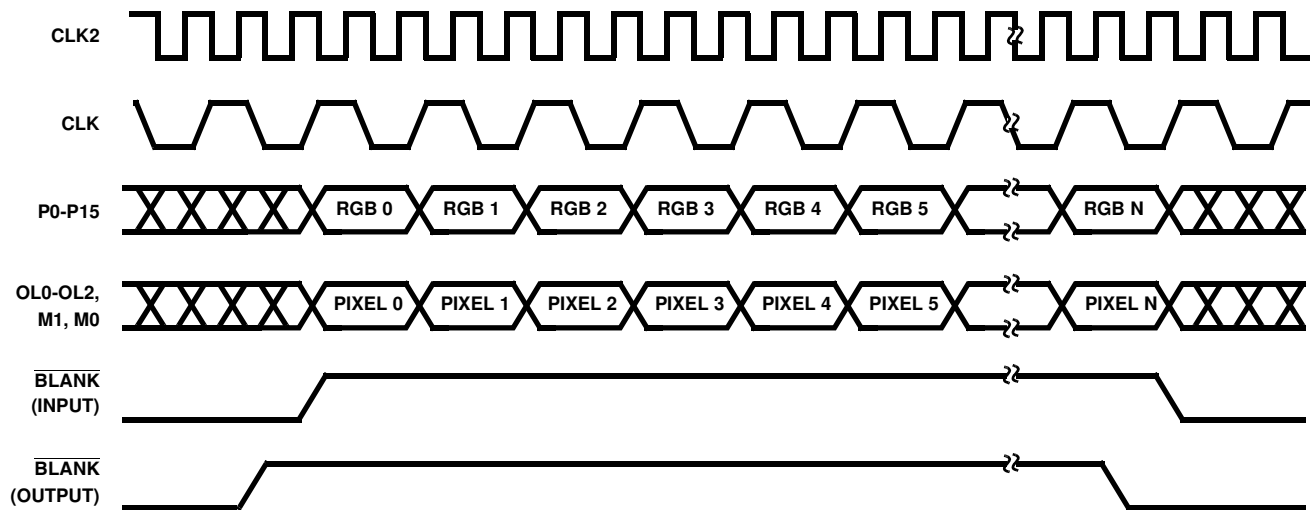 CLK2
CLK
P0-P15
RGB 0 RGB 1 RGB 2 RGB 3 RGB 4 RGB 5 RGB N
OL0-OL2,
M1, M0
PIXEL 0 PIXEL 1 PIXEL 2 PIXEL 3 PIXEL 4 PIXEL 5 PIXEL N
BLANK
(INPUT)
BLANK
(OUTPUT)